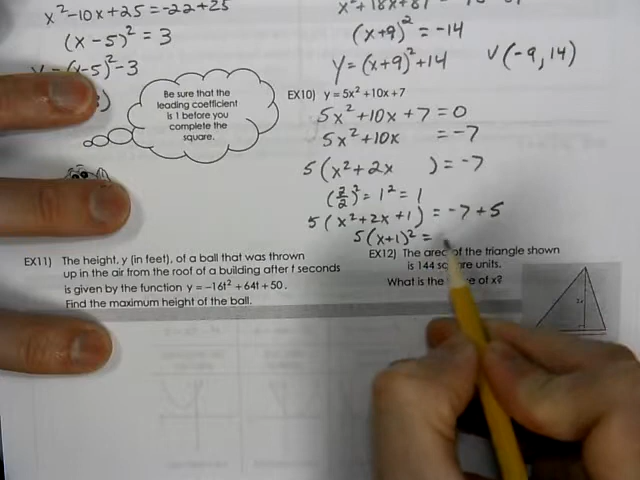 x² - 10x + 25 = -22 + 25
(x - 5)² = 3
(x - 5)² - 3
(x + 9)² = -14
y = (x + 9)² + 14
V(-9, 14)
Be sure that the
leading coefficient
is 1 before you
complete the
square.
EX10) y = 5x² + 10x + 7
5x² + 10x + 7 = 0
5x² + 10x = -7
5(x² + 2x ) = -7
(2/2)² = 1² = 1
5(x² + 2x + 1) = -7 + 5
5(x + 1)² =
EX11) The height, y (in feet), of a ball that was thrown
up in the air from the roof of a building after t seconds
is given by the function y = -16t² + 64t + 50.
Find the maximum height of the ball.
EX12) The area of the triangle shown
is 144 square units.
What is the of x?